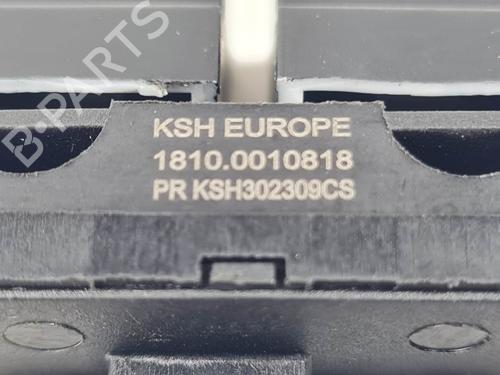 B-PARTS
KSH EUROPE
1810.0010818
PR KSH302309CS